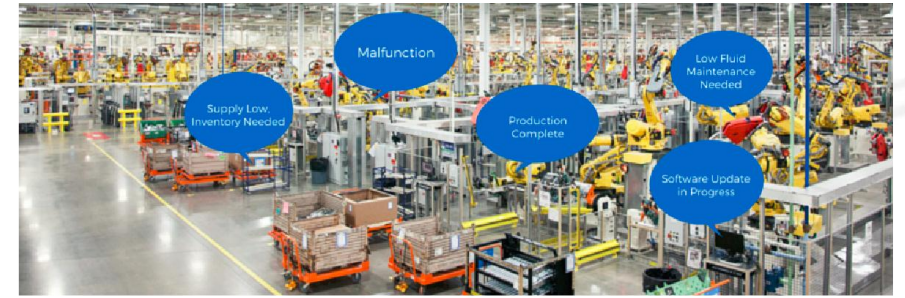 Malfunction
Low Fluid
Maintenance
Needed
Supply Low,
Inventory Needed
Production
Complete
Software Update
in Progress